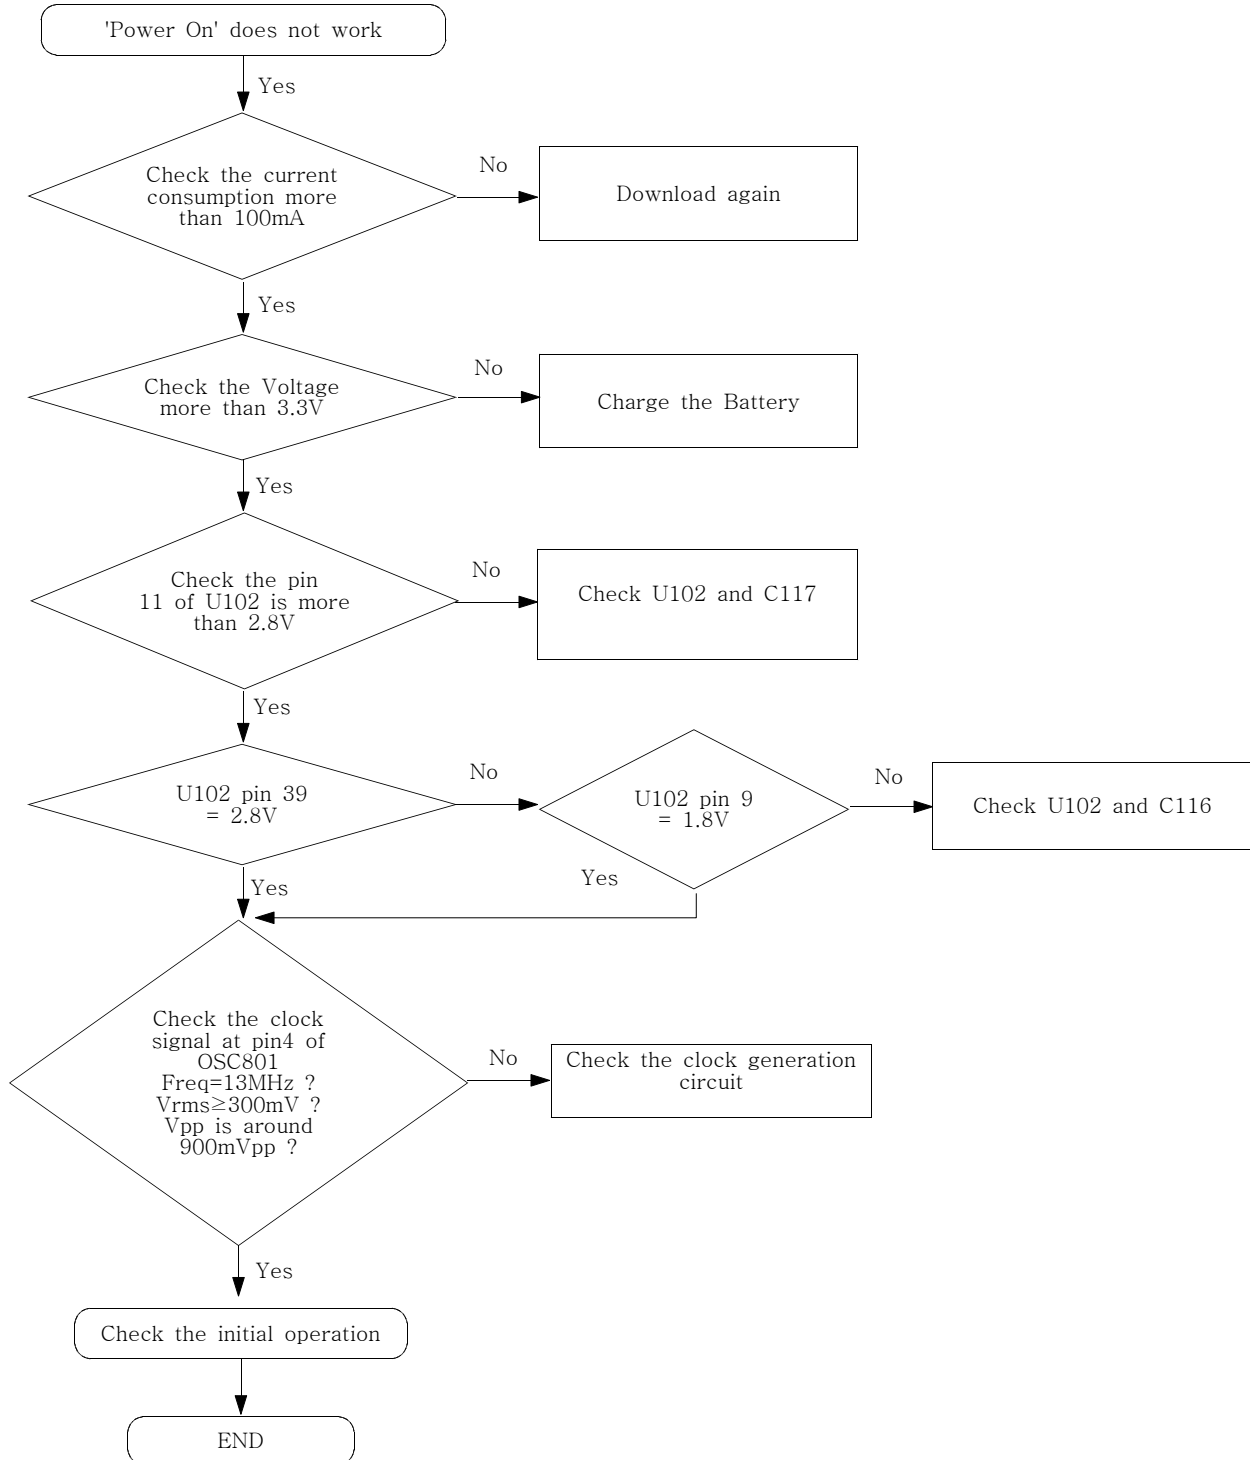 'Power On' does not work
Yes
Check the current
consumption more
than 100mA
No
Download again
Yes
Check the Voltage
more than 3.3V
No
Charge the Battery
Yes
Check the pin
11 of U102 is more
than 2.8V
No
Check U102 and C117
Yes
U102 pin 39
= 2.8V
No
U102 pin 9
= 1.8V
No
Check U102 and C116
Yes
Yes
Check the clock
signal at pin4 of
OSC801
Freq=13MHz ?
Vrms≥300mV ?
Vpp is around
900mVpp ?
No
Check the clock generation
circuit
Yes
Check the initial operation
END